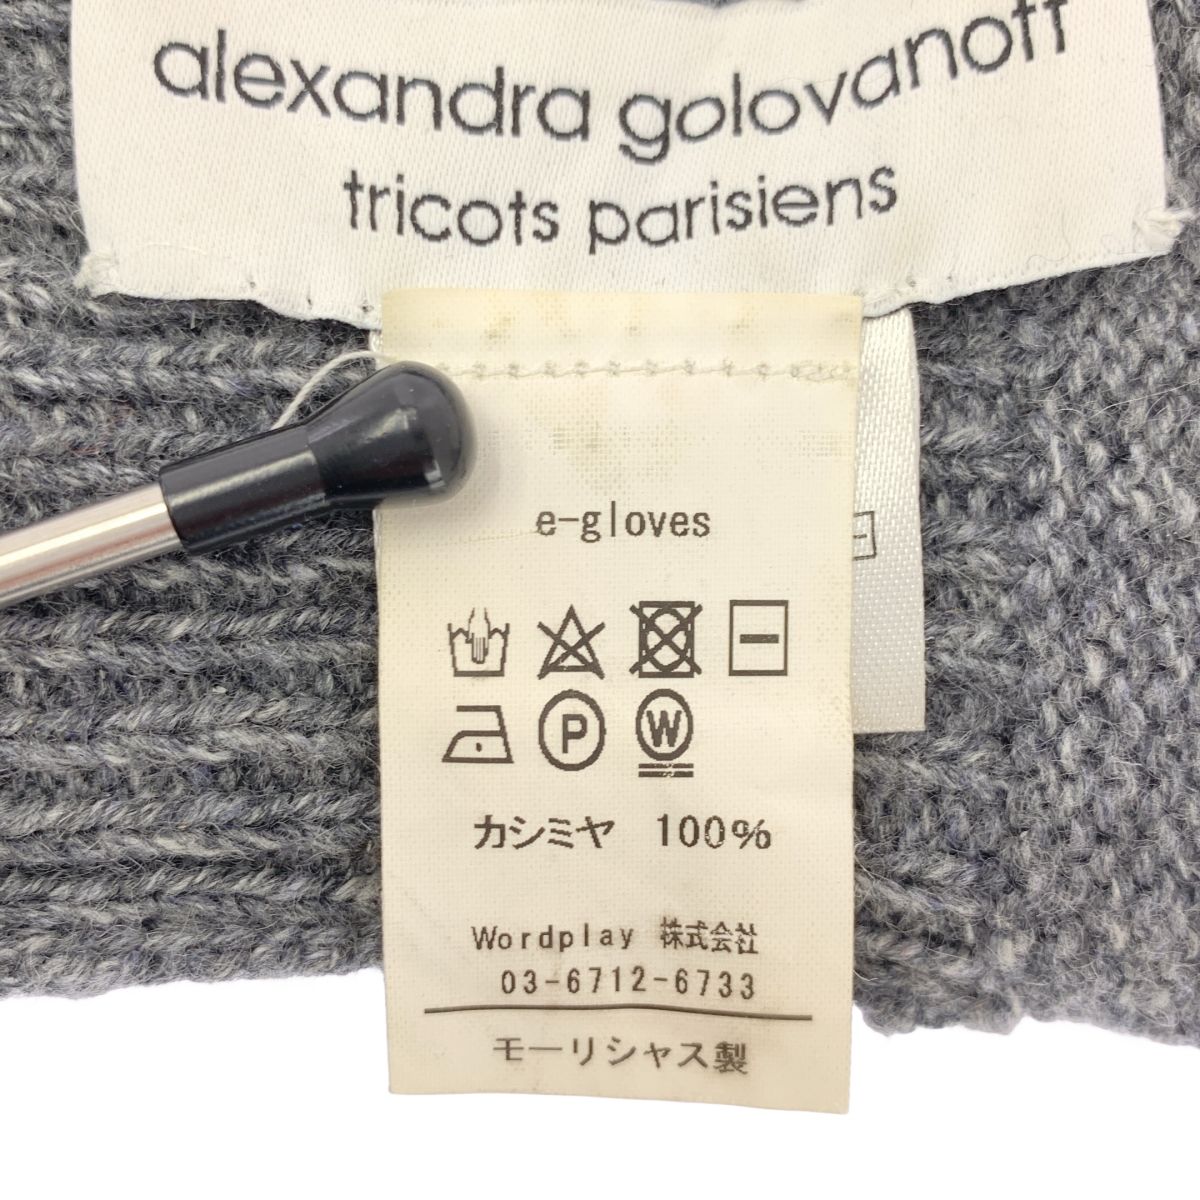 alexandra golovanoff
tricots parisiens
e-gloves
P W
カシミヤ 100%
Wordplay 株式会社
03-6712-6733
モーリシャス製